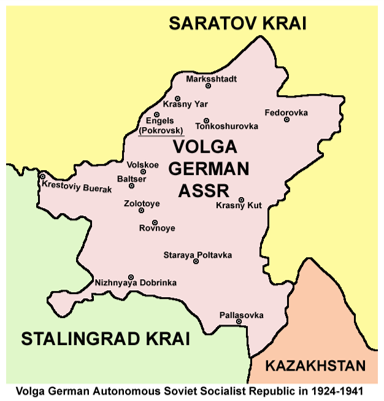 SARATOV KRAI
Marksshtadt
Krasny Yar
Fedorovka
Engels
(Pokrovsk)
Tonkoshurovka
VOLGA
GERMAN
ASSR
Volskoe
Krestoviy Buerak
Baltser
Zolotoye
Krasny Kut
Rovnoye
Staraya Poltavka
Nizhnyaya Dobrinka
Pallasovka
STALINGRAD KRAI
KAZAKHSTAN
Volga German Autonomous Soviet Socialist Republic in 1924-1941